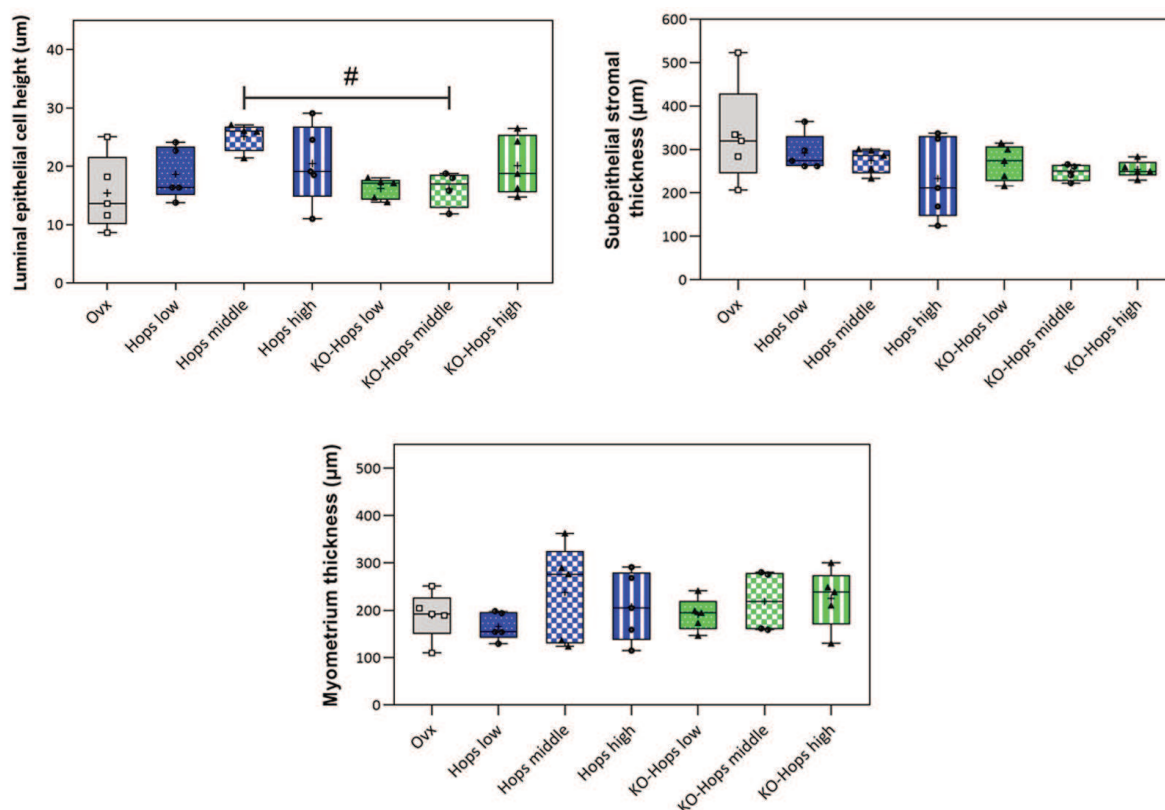 Luminal epithelial cell height (um)
40
30
20
10
0
#
Ovx
Hops low
Hops middle
Hops high
KO-Hops low
KO-Hops middle
KO-Hops high
Subepithelial stromal
thickness (µm)
600
500
400
300
200
100
0
Ovx
Hops low
Hops middle
Hops high
KO-Hops low
KO-Hops middle
KO-Hops high
Myometrium thickness (µm)
500
400
300
200
100
0
Ovx
Hops low
Hops middle
Hops high
KO-Hops low
KO-Hops middle
KO-Hops high